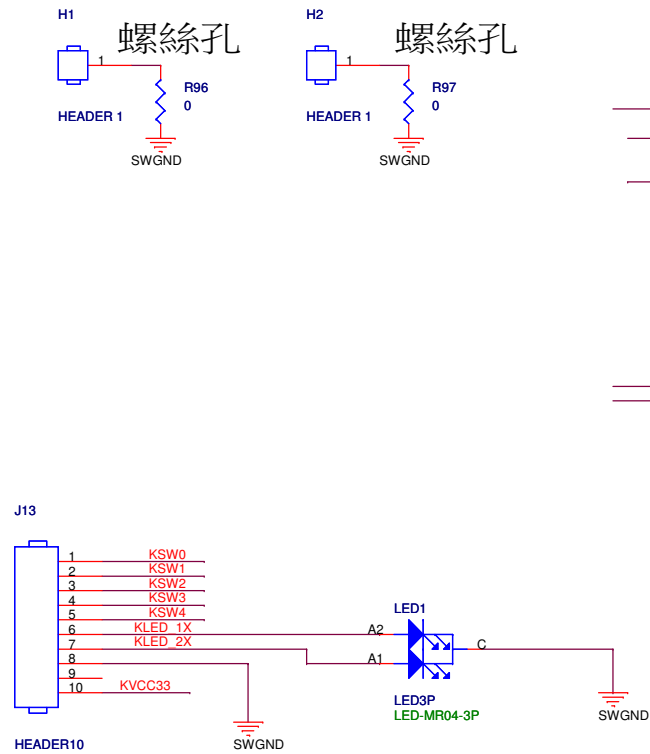 H1
螺絲孔
1
R96
0
HEADER 1
SWGND
H2
螺絲孔
1
R97
0
HEADER 1
SWGND
J13
1 KSW0
2 KSW1
3 KSW2
4 KSW3
5 KSW4
6 KLED_1X
7 KLED_2X
8
9
10 KVCC33
HEADER10
SWGND
LED1
A2
A1
C
LED3P
LED-MR04-3P
SWGND